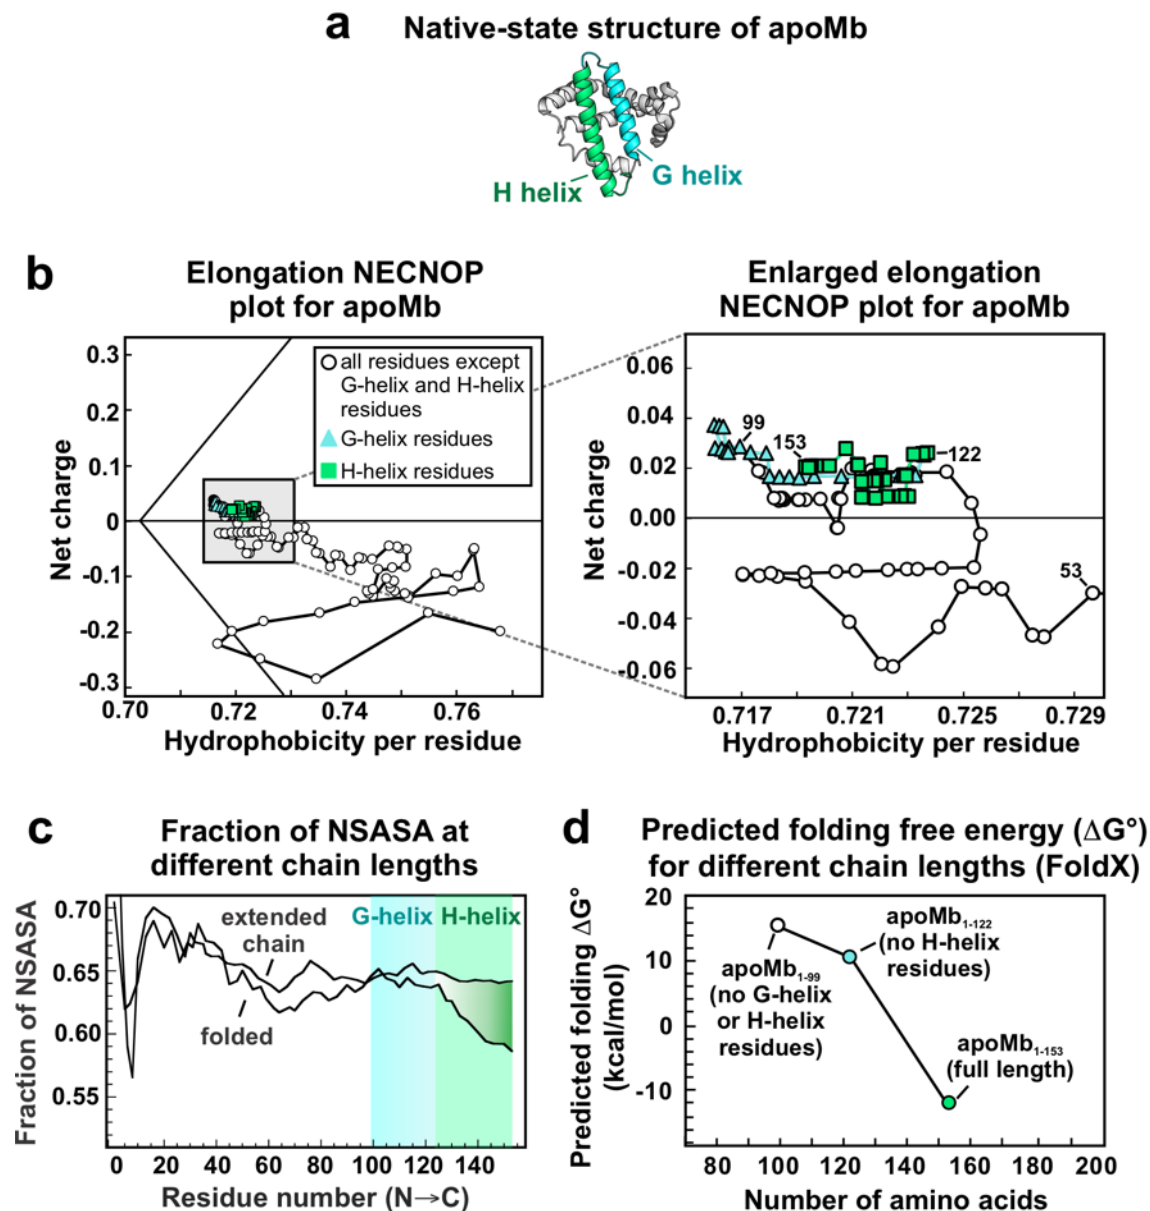 a Native-state structure of apoMb
H helix
G helix
b
Elongation NECNOP
plot for apoMb
Net charge
0.3
0.2
0.1
0
-0.1
-0.2
-0.3
0.70
0.72
0.74
0.76
Hydrophobicity per residue
all residues except
G-helix and H-helix
residues
G-helix residues
H-helix residues
Enlarged elongation
NECNOP plot for apoMb
Net charge
0.06
0.04
0.02
0.00
-0.02
-0.04
-0.06
99
153
122
53
0.717
0.721
0.725
0.729
Hydrophobicity per residue
c
Fraction of NSASA at
different chain lengths
Fraction of NSASA
0.70
0.65
0.60
0.55
extended
chain
folded
G-helix
H-helix
0 20 40 60 80 100 120 140
Residue number (N→C)
d
Predicted folding free energy (ΔG°)
for different chain lengths (FoldX)
Predicted folding ΔG°
(kcal/mol)
20
10
0
-10
apoMb1-99
(no G-helix
or H-helix
residues)
apoMb1-122
(no H-helix
residues)
apoMb1-153
(full length)
80 100 120 140 160 180 200
Number of amino acids